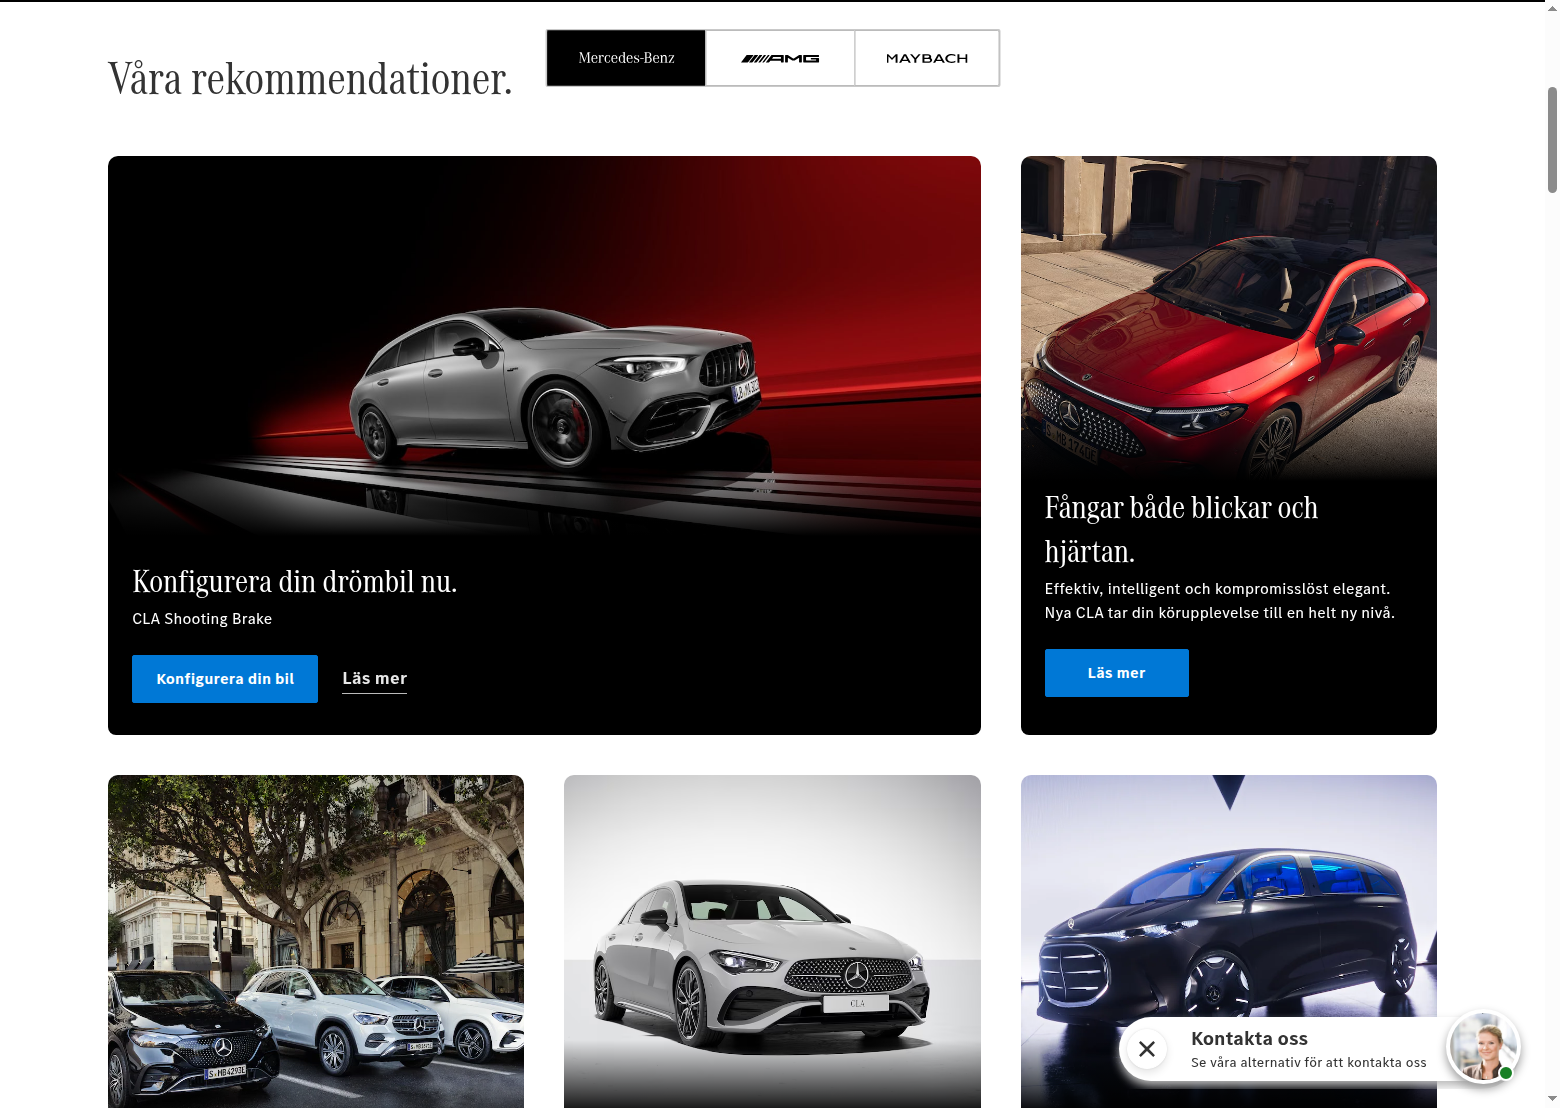 Våra rekommendationer.
Mercedes-Benz
AMG
MAYBACH
Konfigurera din drömbil nu.
CLA Shooting Brake
Konfigurera din bil
Läs mer
Fångar både blickar och
hjärtan.
Effektiv, intelligent och kompromisslöst elegant.
Nya CLA tar din körupplevelse till en helt ny nivå.
Läs mer
CLA
Kontakta oss
Se våra alternativ för att kontakta oss